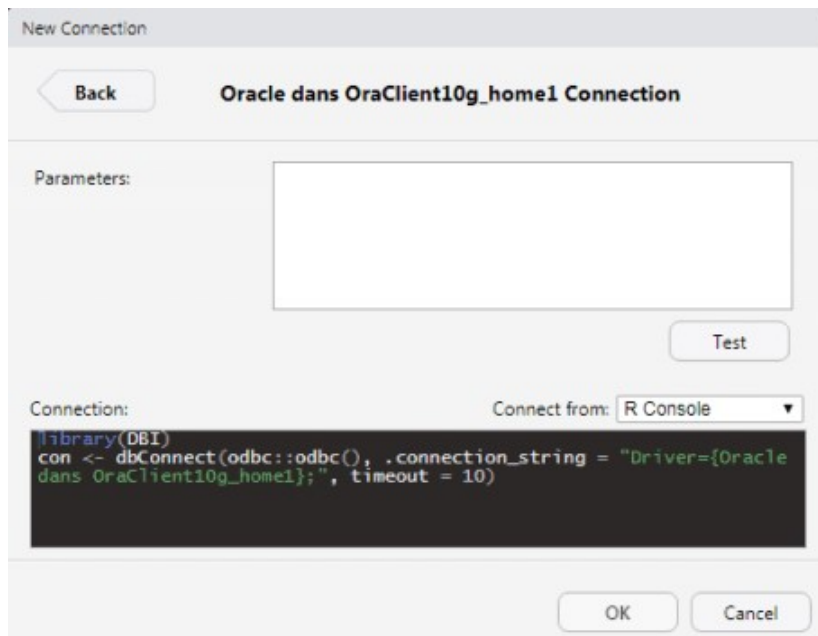 New Connection
Back
Oracle dans OraClient10g_home1 Connection
Parameters:
Test
Connection:
Connect from: R Console
library(DBI)
con <- dbConnect(odbc::odbc(), .connection_string = "Driver={Oracle
dans OraClient10g_home1};", timeout = 10)
OK
Cancel